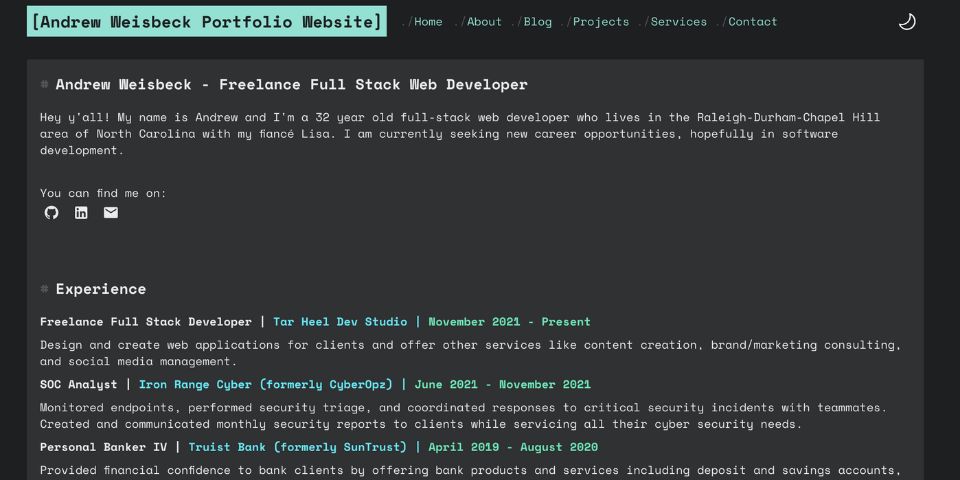 [Andrew Weisbeck Portfolio Website] ./Home ./About ./Blog ./Projects ./Services ./Contact
# Andrew Weisbeck - Freelance Full Stack Web Developer
Hey y'all! My name is Andrew and I'm a 32 year old full-stack web developer who lives in the Raleigh-Durham-Chapel Hill
area of North Carolina with my fiancé Lisa. I am currently seeking new career opportunities, hopefully in software
development.
You can find me on:
# Experience
Freelance Full Stack Developer | Tar Heel Dev Studio | November 2021 - Present
Design and create web applications for clients and offer other services like content creation, brand/marketing consulting,
and social media management.
SOC Analyst | Iron Range Cyber (formerly CyberOpz) | June 2021 - November 2021
Monitored endpoints, performed security triage, and coordinated responses to critical security incidents with teammates.
Created and communicated monthly security reports to clients while servicing all their cyber security needs.
Personal Banker IV | Truist Bank (formerly SunTrust) | April 2019 - August 2020
Provided financial confidence to bank clients by offering bank products and services including deposit and savings accounts,